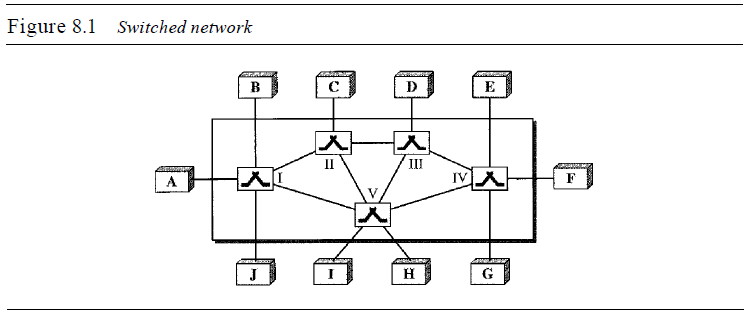 Figure 8.1 Switched network
B C D E
II III
A I IV F
V
J I H G